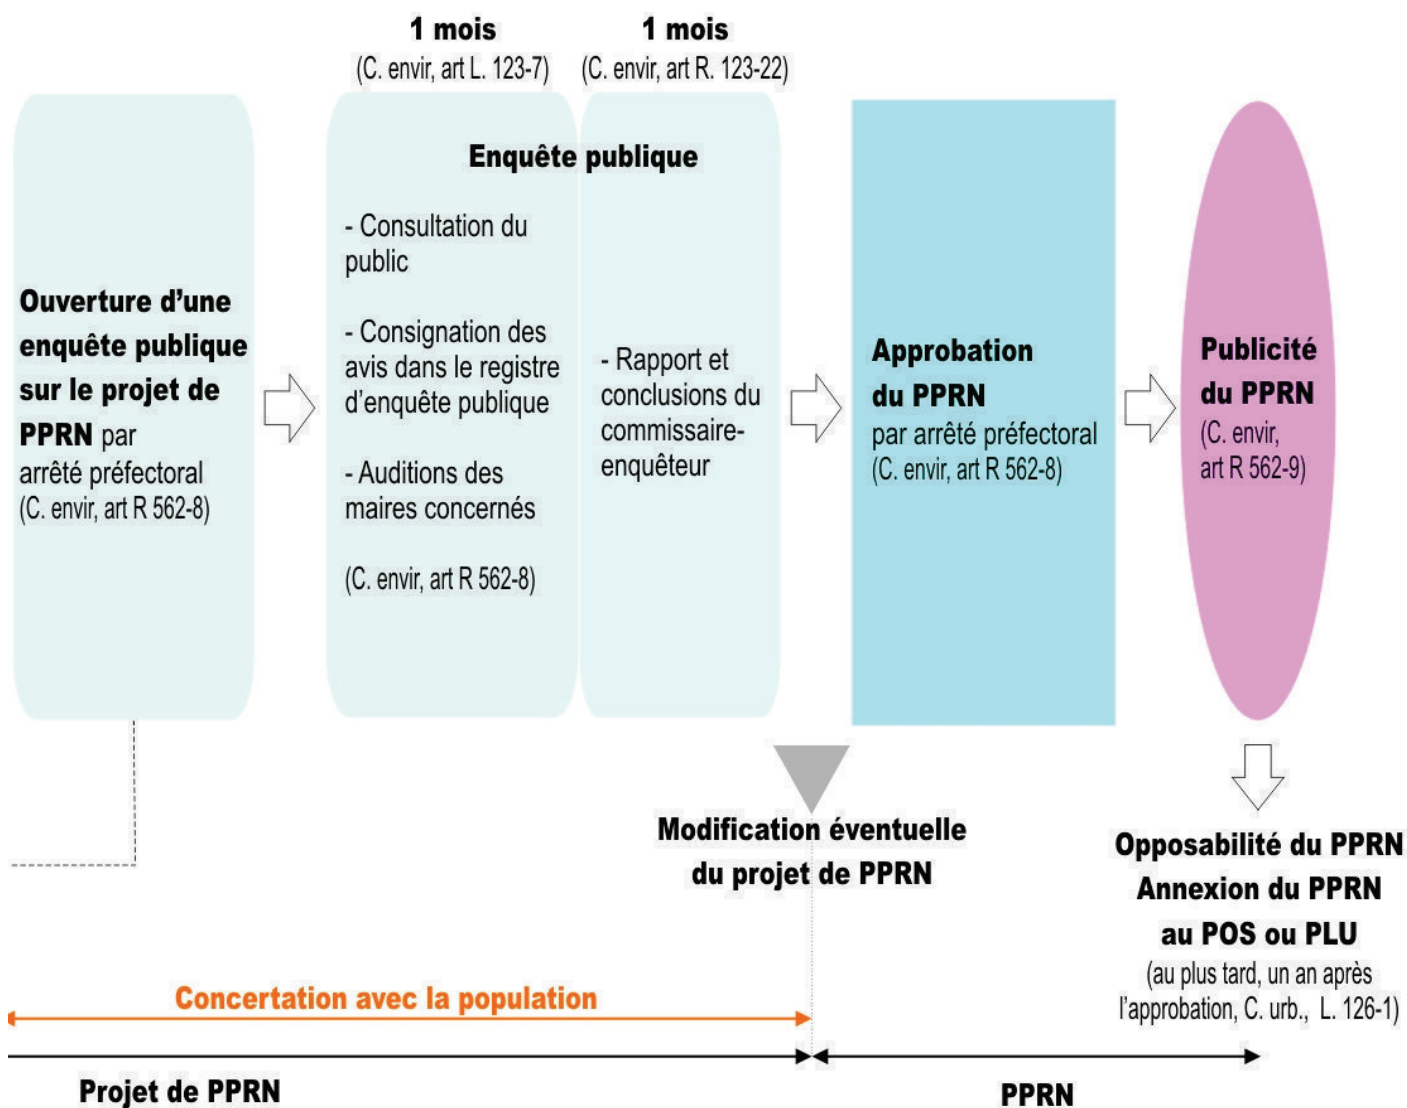 1 mois
(C. envir, art L. 123-7)
1 mois
(C. envir, art R. 123-22)
Ouverture d’une
enquête publique
sur le projet de
PPRN par
arrêté préfectoral
(C. envir, art R 562-8)
Enquête publique
- Consultation du
public
- Consignation des
avis dans le registre
d’enquête publique
- Auditions des
maires concernés
(C. envir, art R 562-8)
- Rapport et
conclusions du
commissaire-
enquêteur
Approbation
du PPRN
par arrêté préfectoral
(C. envir, art R 562-8)
Publicité
du PPRN
(C. envir,
art R 562-9)
Modification éventuelle
du projet de PPRN
Opposabilité du PPRN
Annexion du PPRN
au POS ou PLU
(au plus tard, un an après
l’approbation, C. urb., L. 126-1)
Concertation avec la population
Projet de PPRN
PPRN